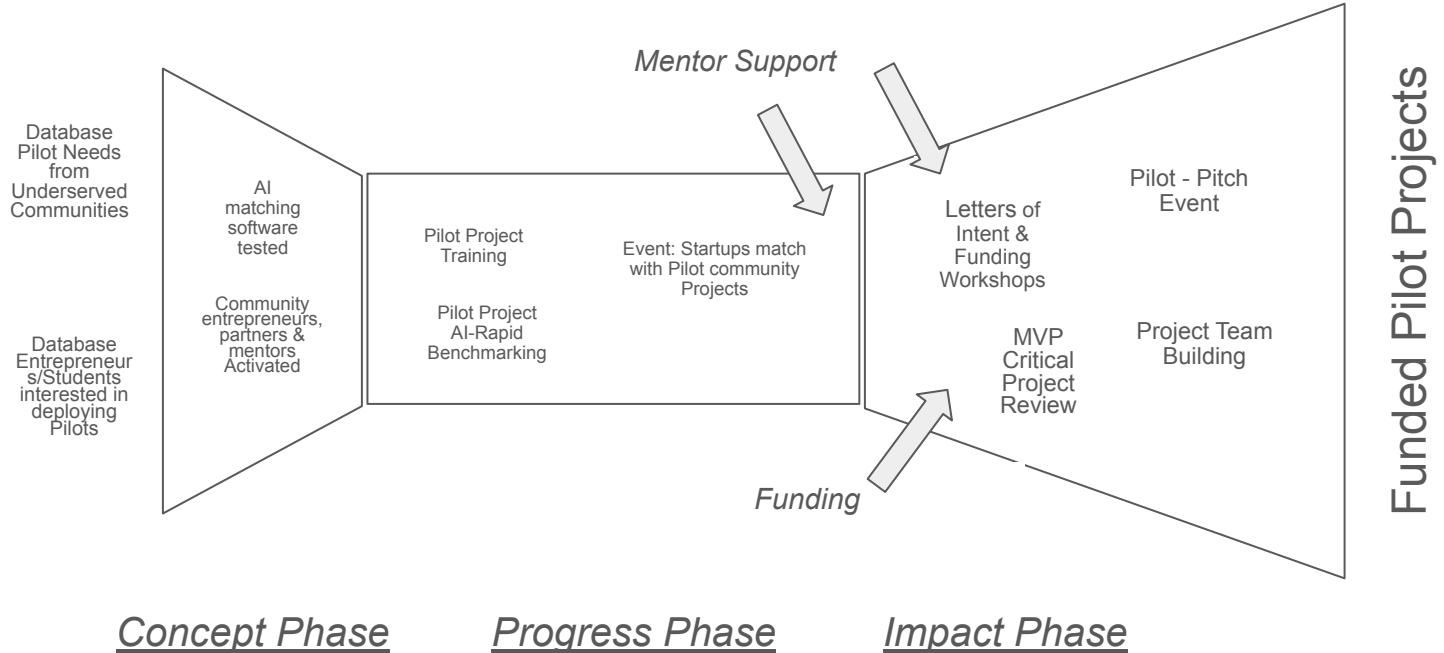 Mentor Support
Database
Pilot Needs
from
Underserved
Communities
Database
Entrepreneur
s/Students
interested in
deploying
Pilots
AI
matching
software
tested
Community
entrepreneurs,
partners &
mentors
Activated
Pilot Project
Training
Pilot Project
AI-Rapid
Benchmarking
Event: Startups match
with Pilot community
Projects
Letters of
Intent &
Funding
Workshops
MVP
Critical
Project
Review
Pilot - Pitch
Event
Project Team
Building
Funding
Funded Pilot Projects
Concept Phase
Progress Phase
Impact Phase